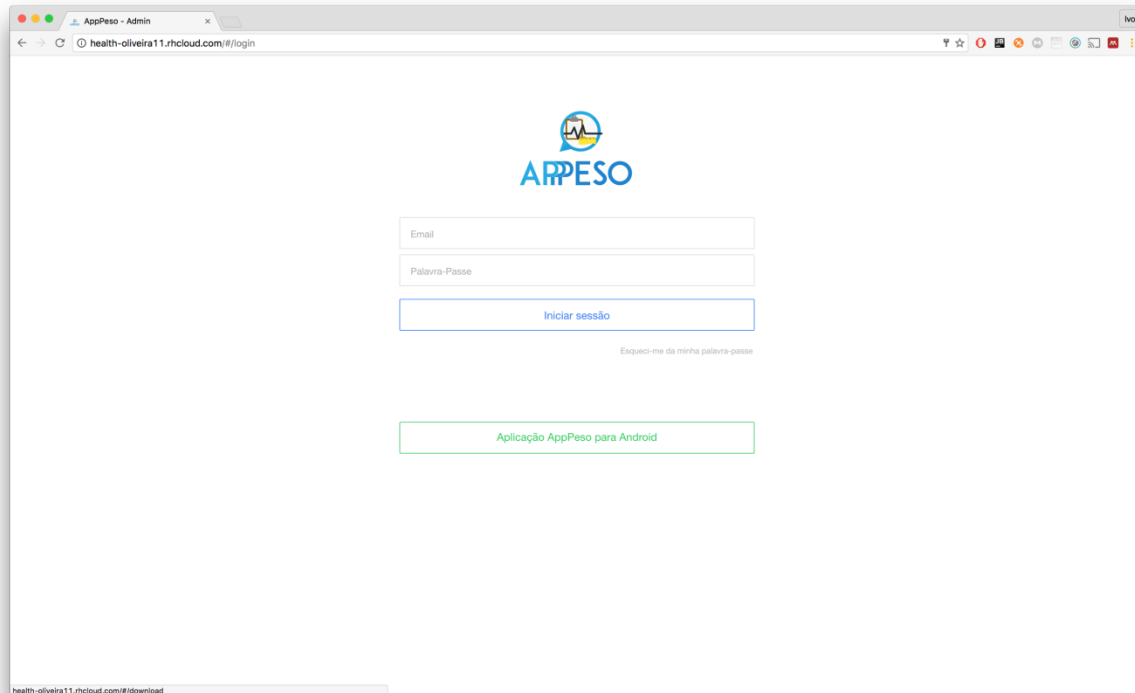 AppPeso - Admin
Ivo
health-oliveira11.rhcloud.com/#/login
APPPESO
Email
Palavra-Passe
Iniciar sessão
Esqueci-me da minha palavra-passe
Aplicação AppPeso para Android
health-oliveira11.rhcloud.com/#/download